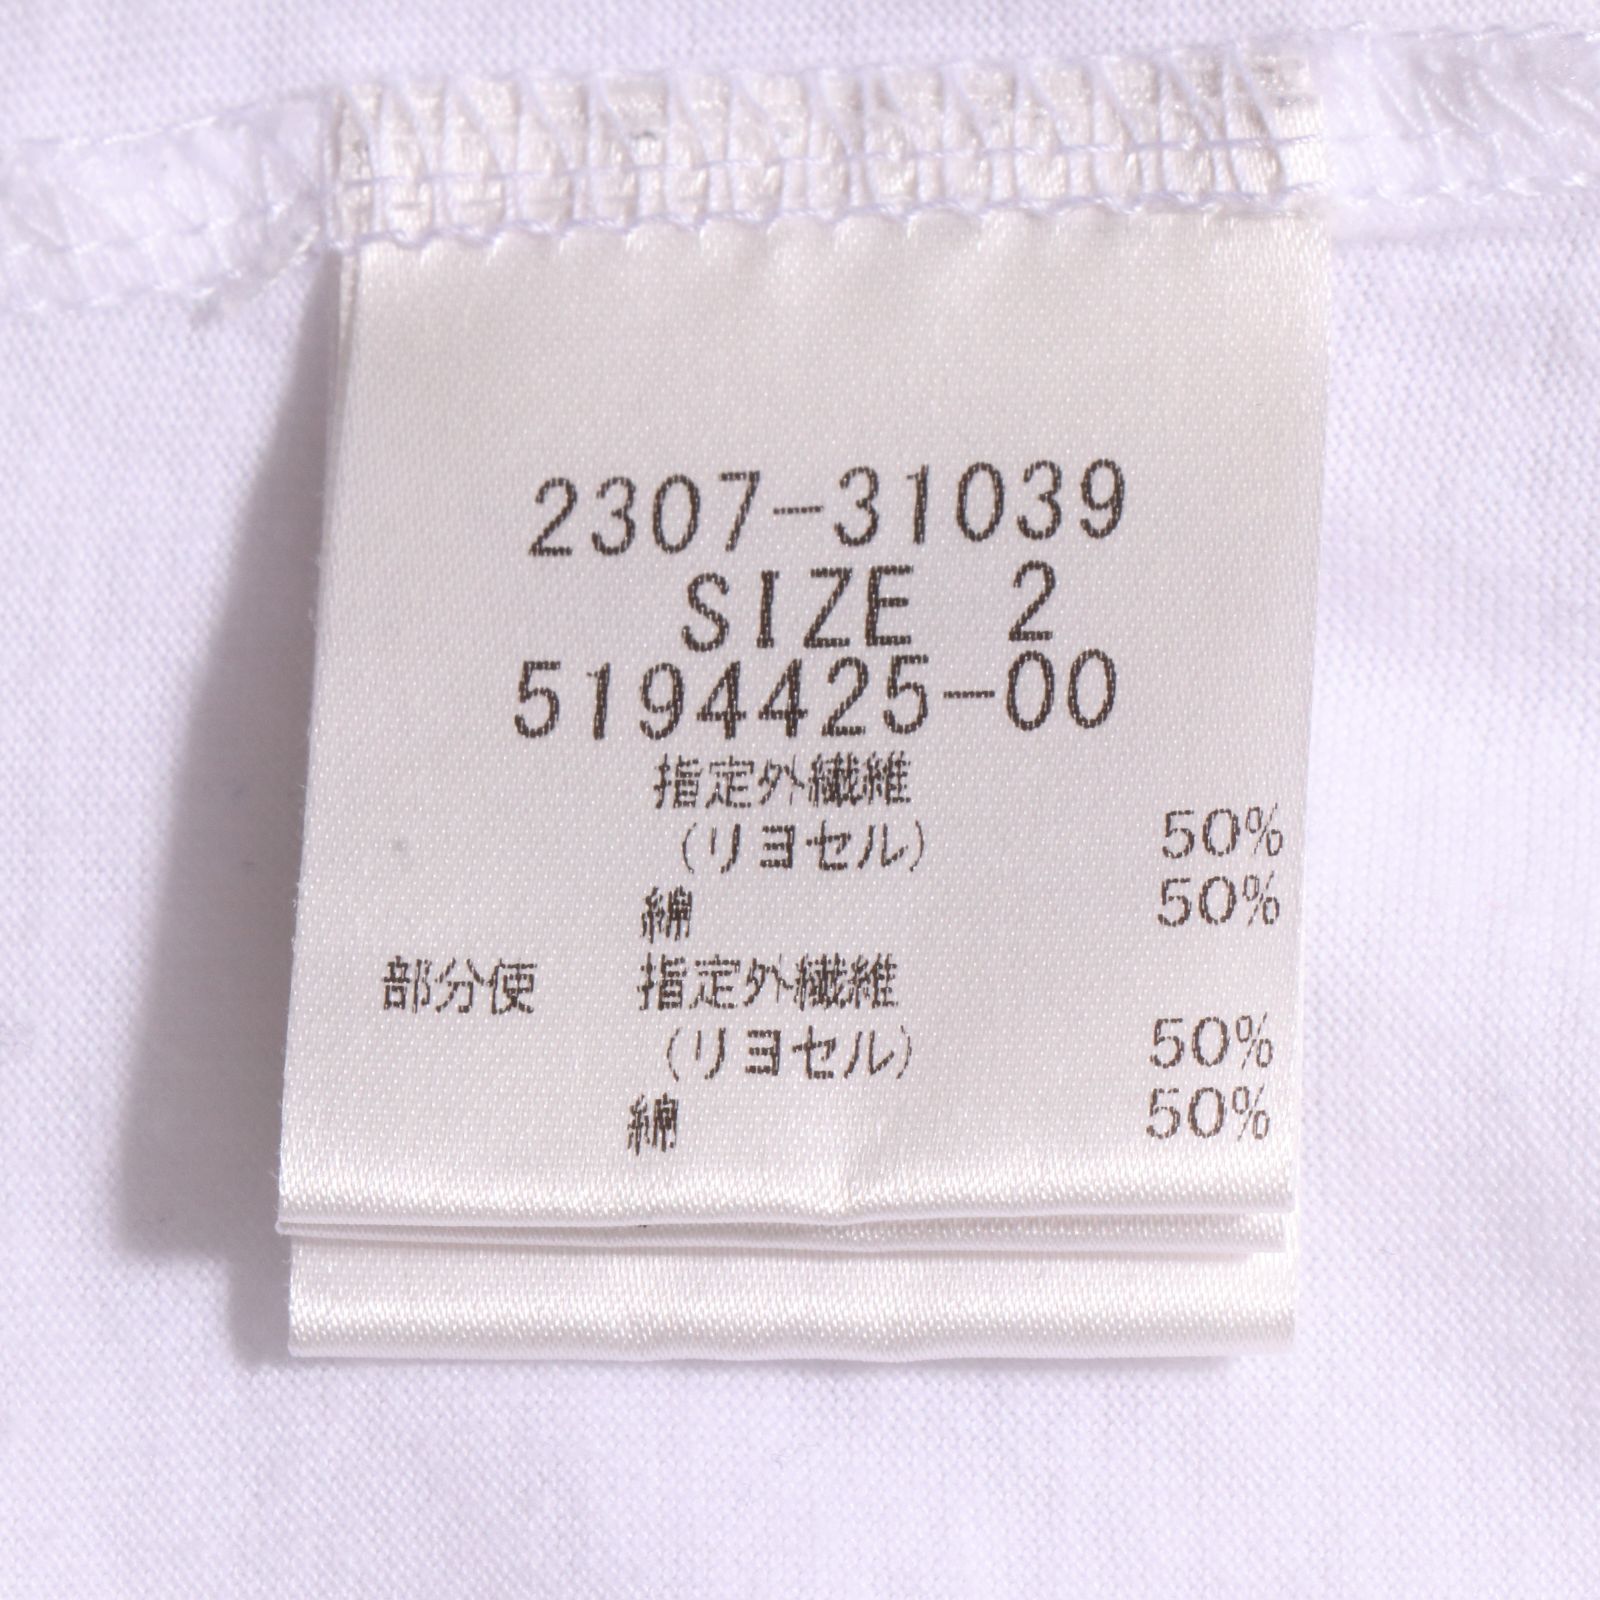 2307-31039
SIZE 2
5194425-00
指定外繊維
(リヨセル) 50%
綿 50%
部分使 指定外繊維
(リヨセル) 50%
綿 50%